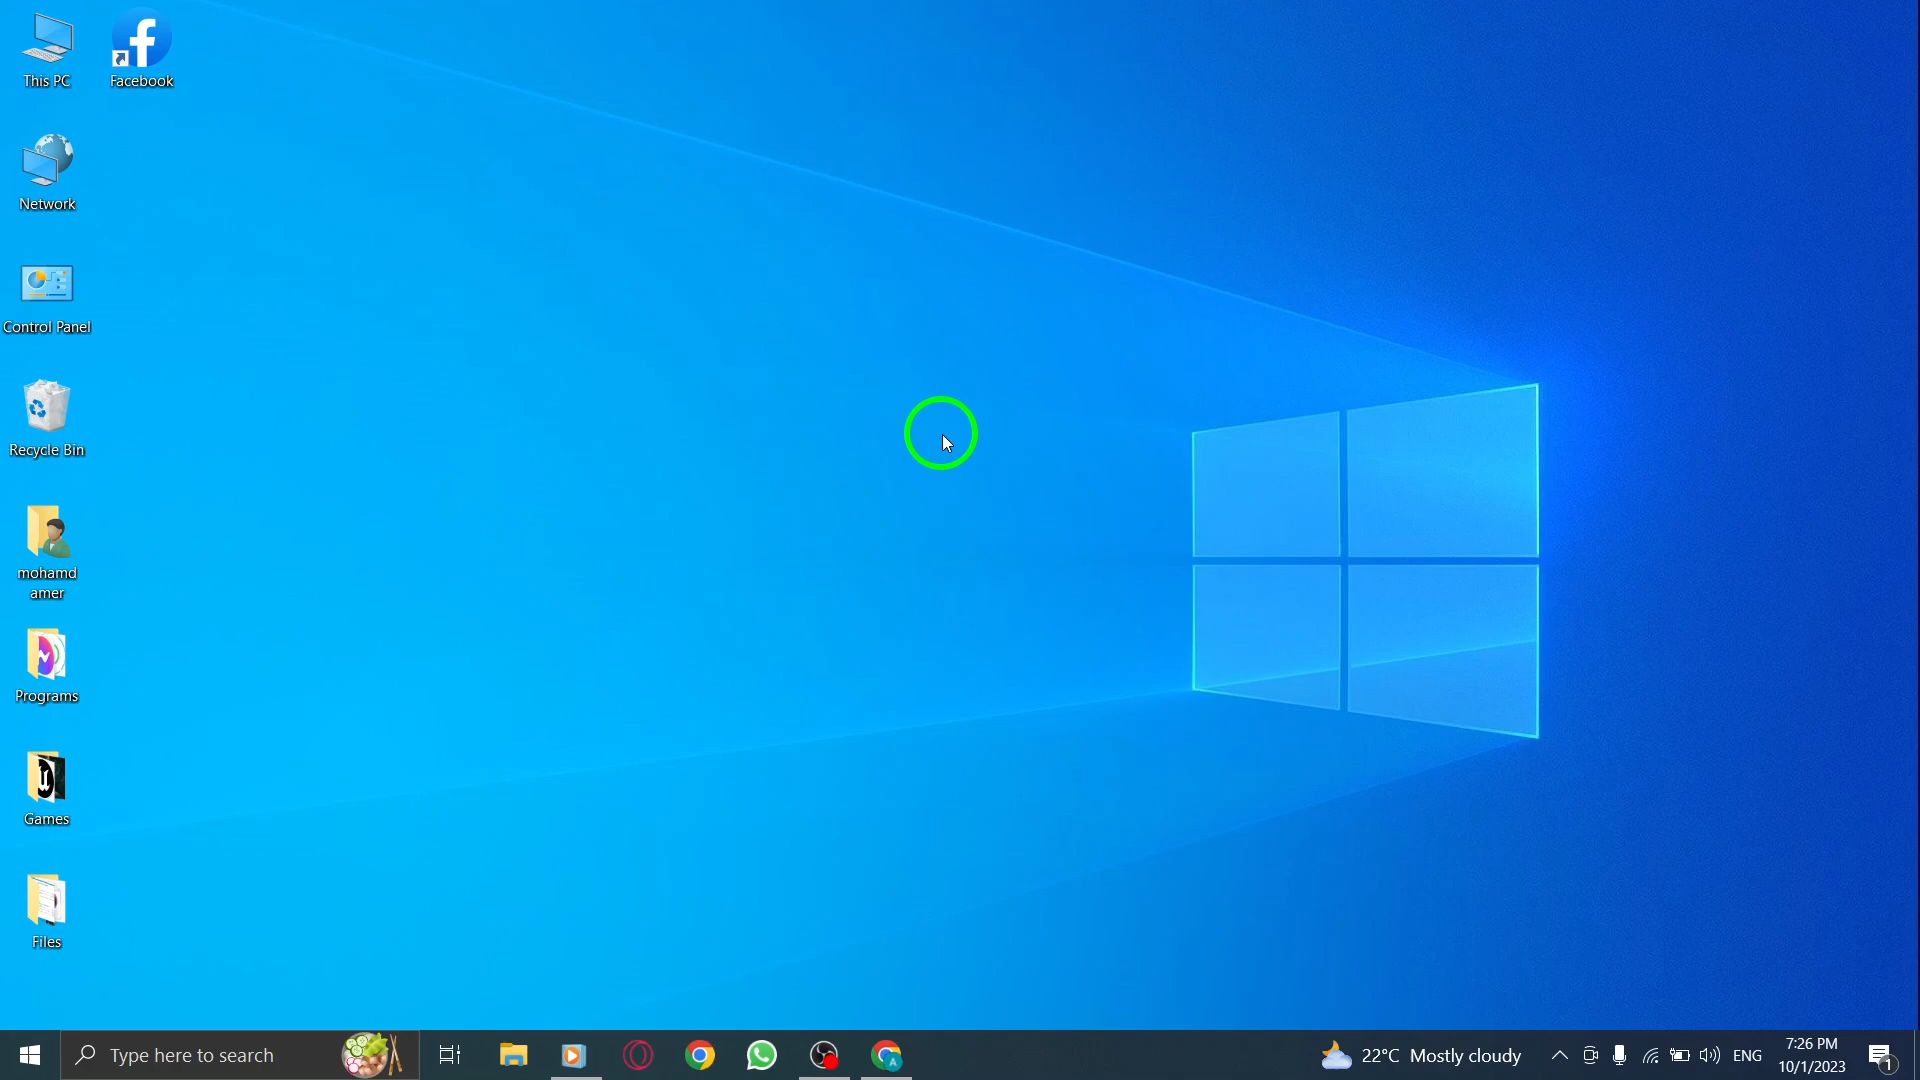 This PC
Facebook
Network
Control Panel
Recycle Bin
mohamd
amer
Programs
Games
Files
Type here to search
22°C Mostly cloudy
ENG
7:26 PM
10/1/2023
1